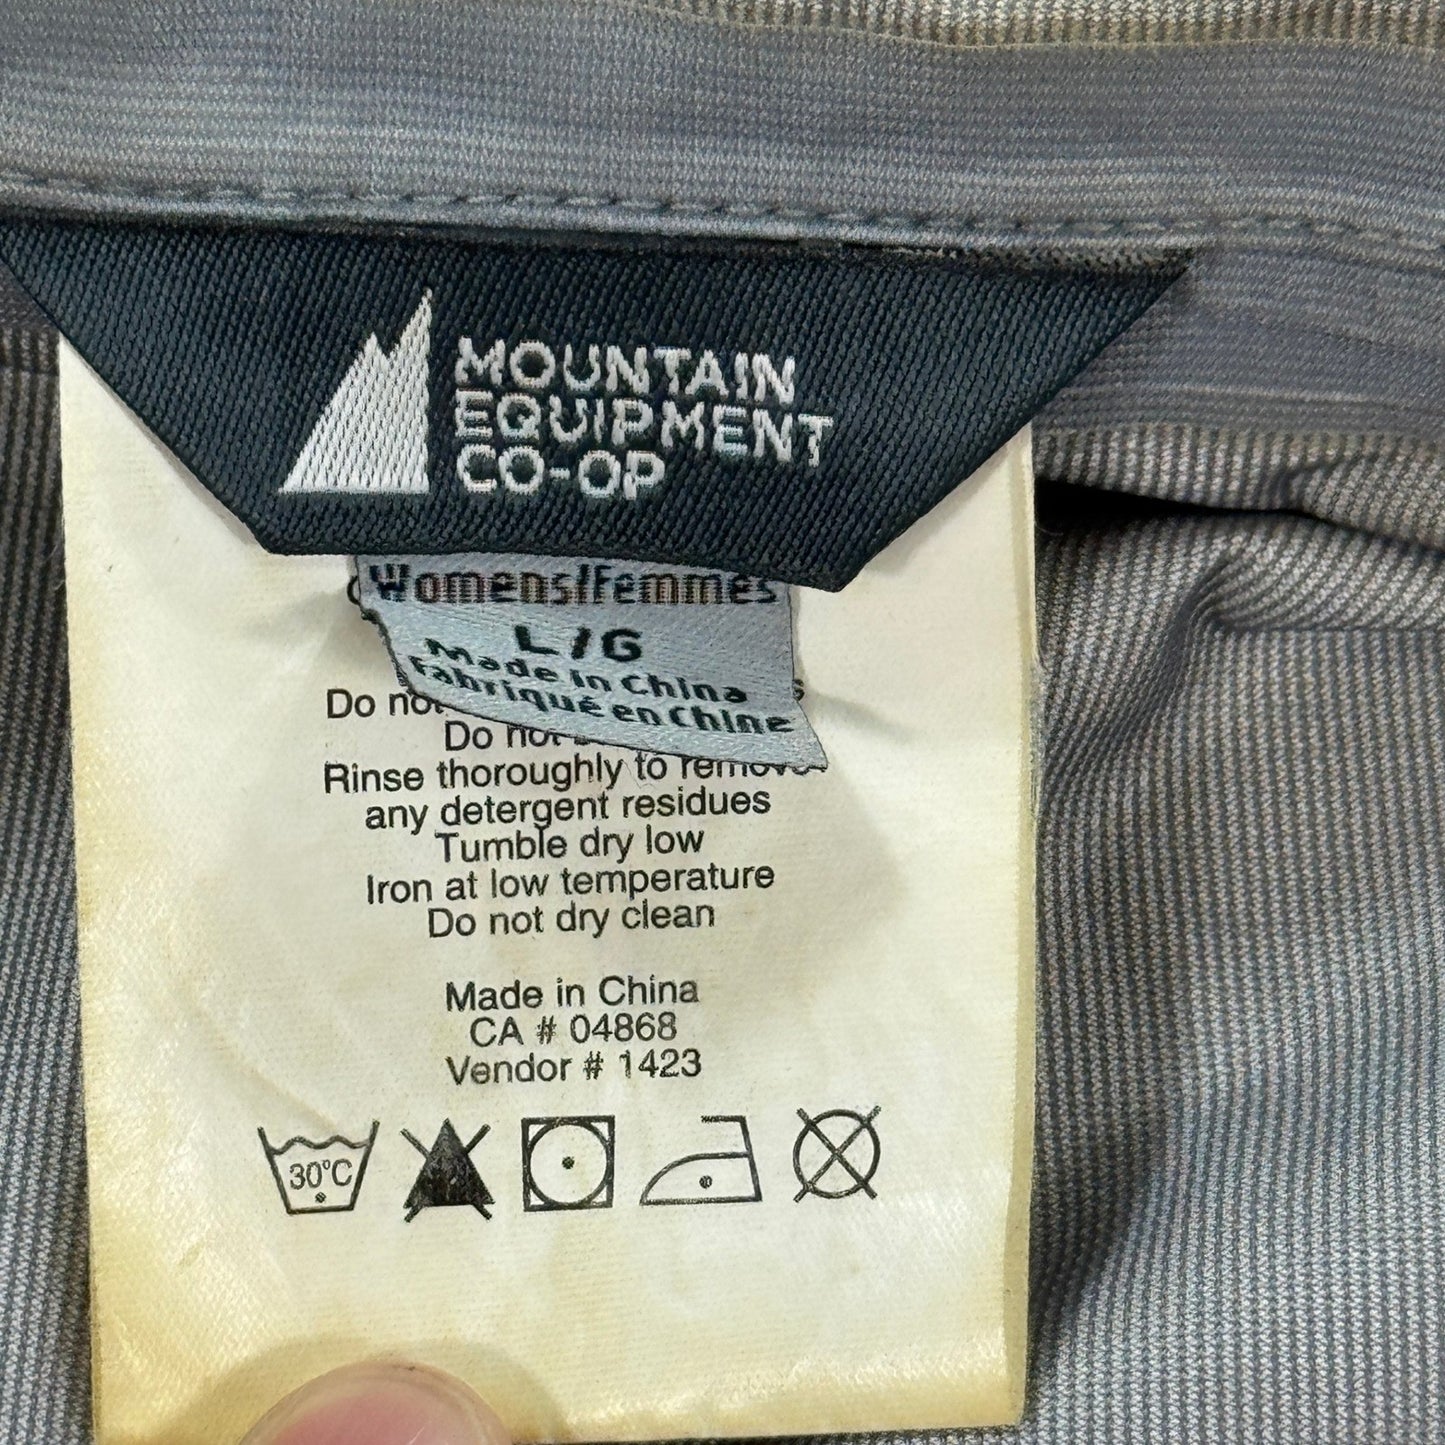 MOUNTAIN
EQUIPMENT
CO-OP
Womens/Femmes
L/G
Made in China
Fabriqué en Chine
Do
Do
Rinse thoroughly to remove
any detergent residues
Tumble dry low
Iron at low temperature
Do not dry clean
Made in China
CA # 04868
Vendor # 1423
30°C